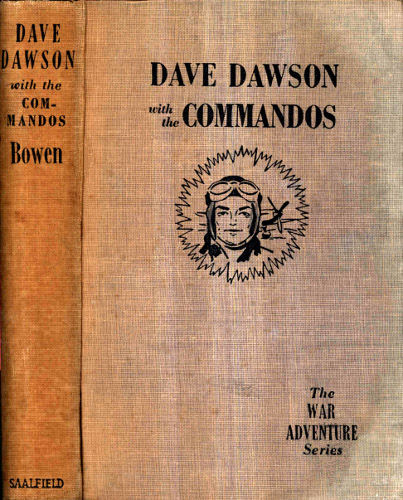 DAVE
DAWSON
with the
COM-
MANDOS
Bowen
SAALFIELD
DAVE DAWSON
with
the COMMANDOS
The
WAR
ADVENTURE
Series